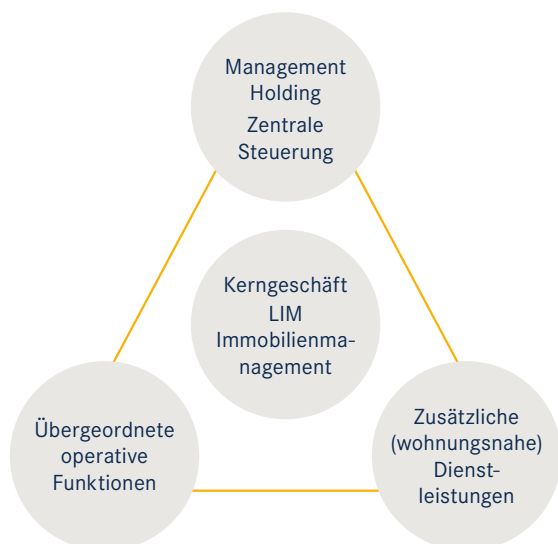 Management
Holding
Zentrale
Steuerung
Kerngeschäft
LIM
Immobilienma-
nagement
Übergeordnete
operative
Funktionen
Zusätzliche
(wohnungsnahe)
Dienst-
leistungen